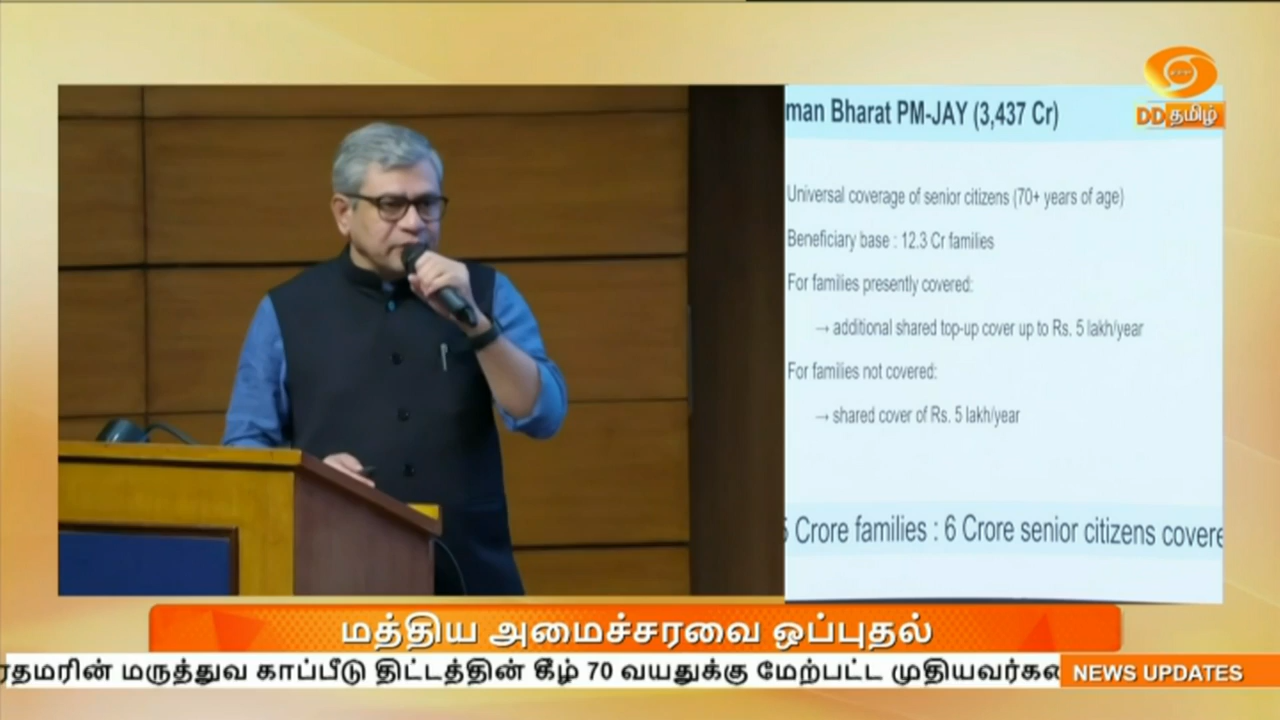 man Bharat PM-JAY (3,437 Cr)
DD தமிழ்
Universal coverage of senior citizens (70+ years of age)
Beneficiary base : 12.3 Cr families
For families presently covered:
→ additional shared top-up cover up to Rs. 5 lakh/year
For families not covered:
→ shared cover of Rs. 5 lakh/year
Crore families : 6 Crore senior citizens covere
மத்திய அமைச்சரவை ஒப்புதல்
ரதமரின் மருத்துவ காப்பீடு திட்டத்தின் கீழ் 70 வயதுக்கு மேற்பட்ட முதியவர்கள
NEWS UPDATES